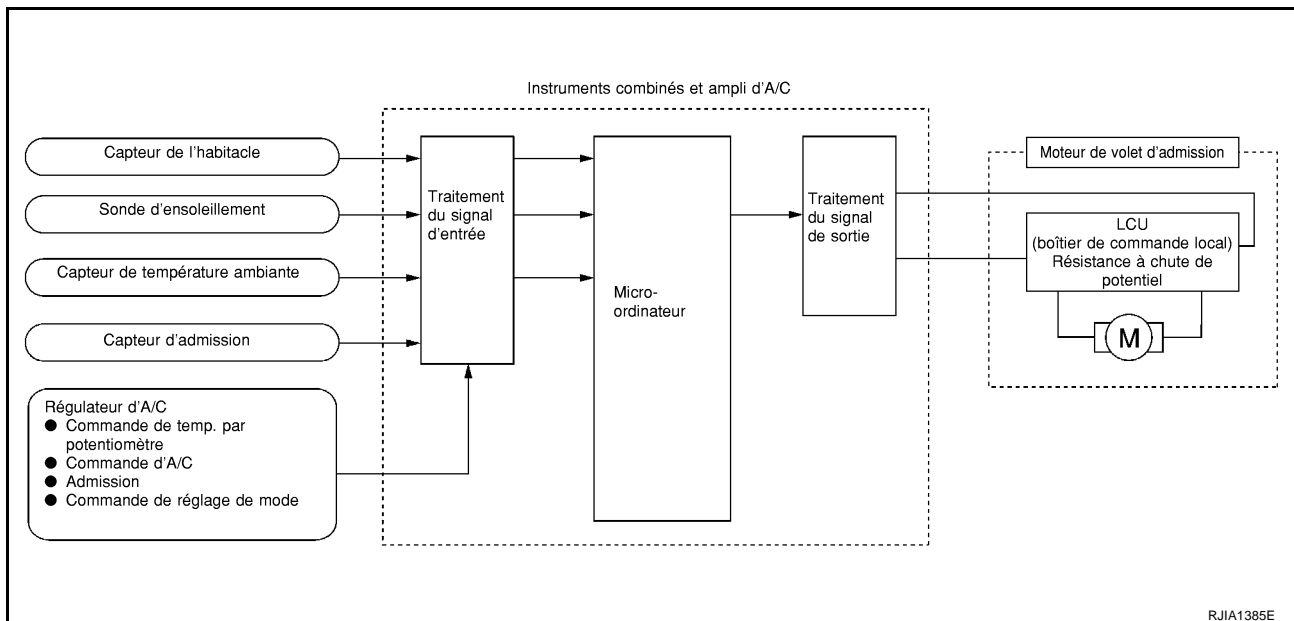 Instruments combinés et ampli d'A/C
Capteur de l'habitacle
Sonde d'ensoleillement
Capteur de température ambiante
Capteur d'admission
Régulateur d'A/C
● Commande de temp. par
potentiomètre
● Commande d'A/C
● Admission
● Commande de réglage de mode
Traitement
du signal
d'entrée
Micro-
ordinateur
Traitement
du signal
de sortie
Moteur de volet d'admission
LCU
(boîtier de commande local)
Résistance à chute de
potentiel
M
RJIA1385E